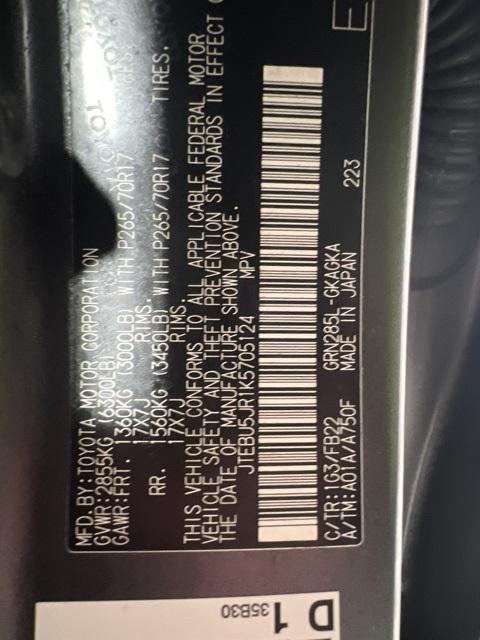 MFD.BY:TOYOTA MOTOR CORPORATION
GVWR:2855KG (6300LB)
GAWR:FRT. 1360KG (3000LB) WITH P265/70R17
17X7J RIMS.
RR. 1560KG (3450LB) WITH P265/70R17 TIRES.
17X7J RIMS.
THIS VEHICLE CONFORMS TO ALL APPLICABLE FEDERAL MOTOR
VEHICLE SAFETY AND THEFT PREVENTION STANDARDS IN EFFECT
THE DATE OF MANUFACTURE SHOWN ABOVE.
JTEBU5JR1K5705124 MPV
C/TR:1G3/FB22 GRN285L-GKAGKA
A/TM:A01A/A750F MADE IN JAPAN 223
E
D 1
35B30